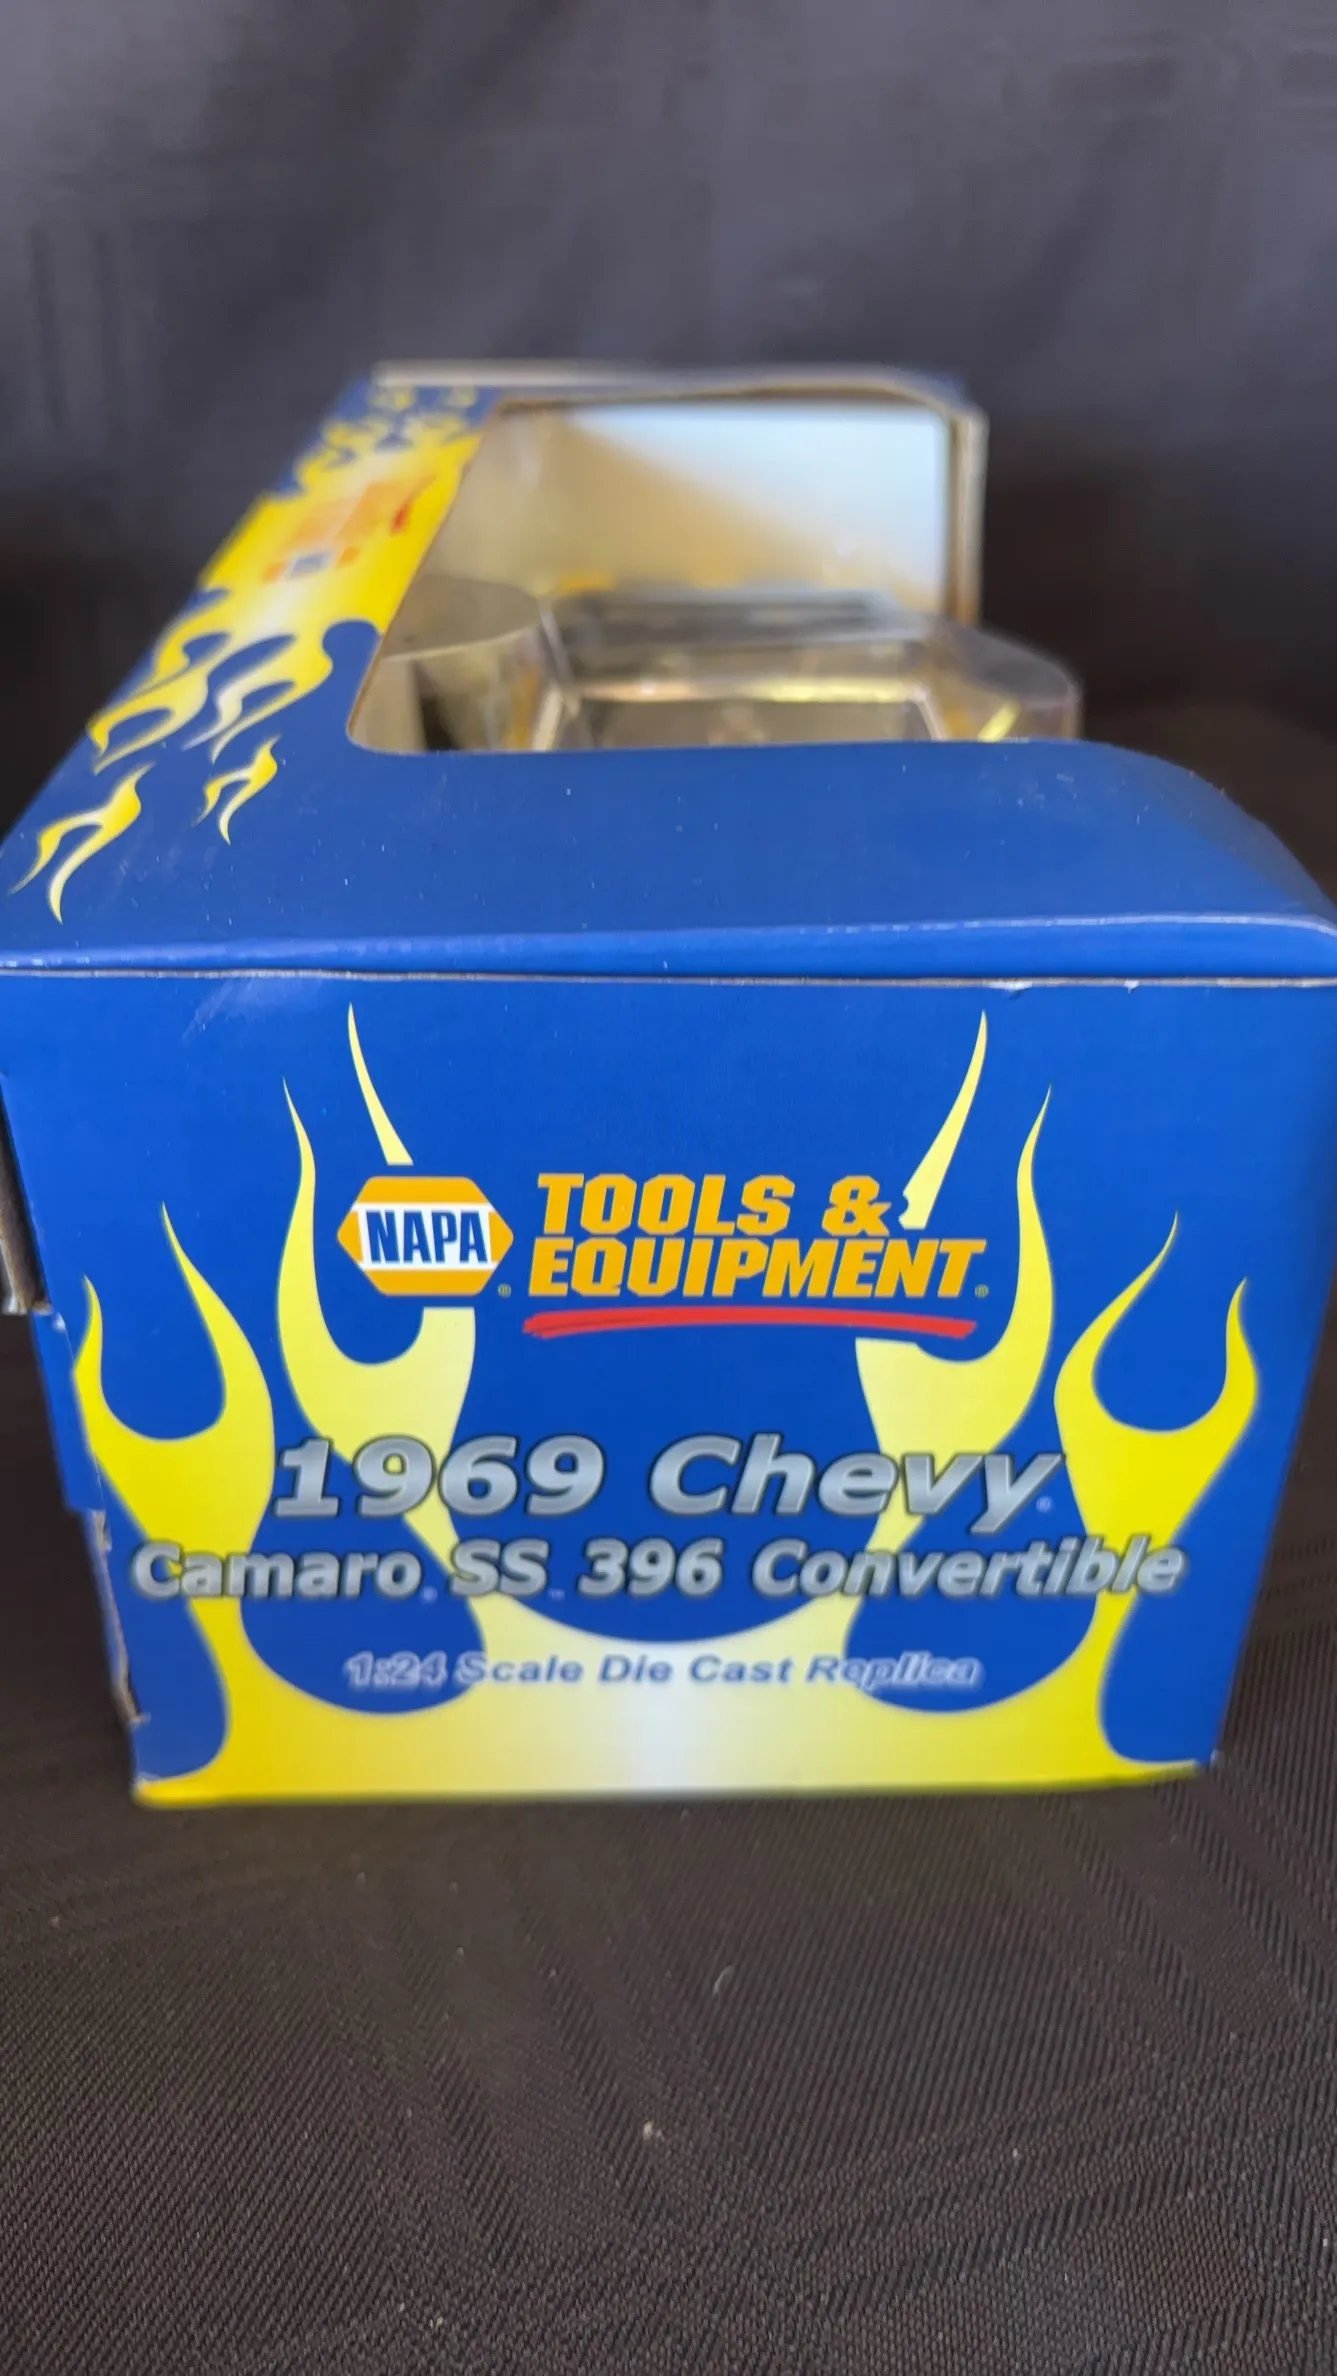 NAPA
TOOLS &
EQUIPMENT
1969 Chevy
Camaro SS 396 Convertible
1:24 Scale Die Cast Replica